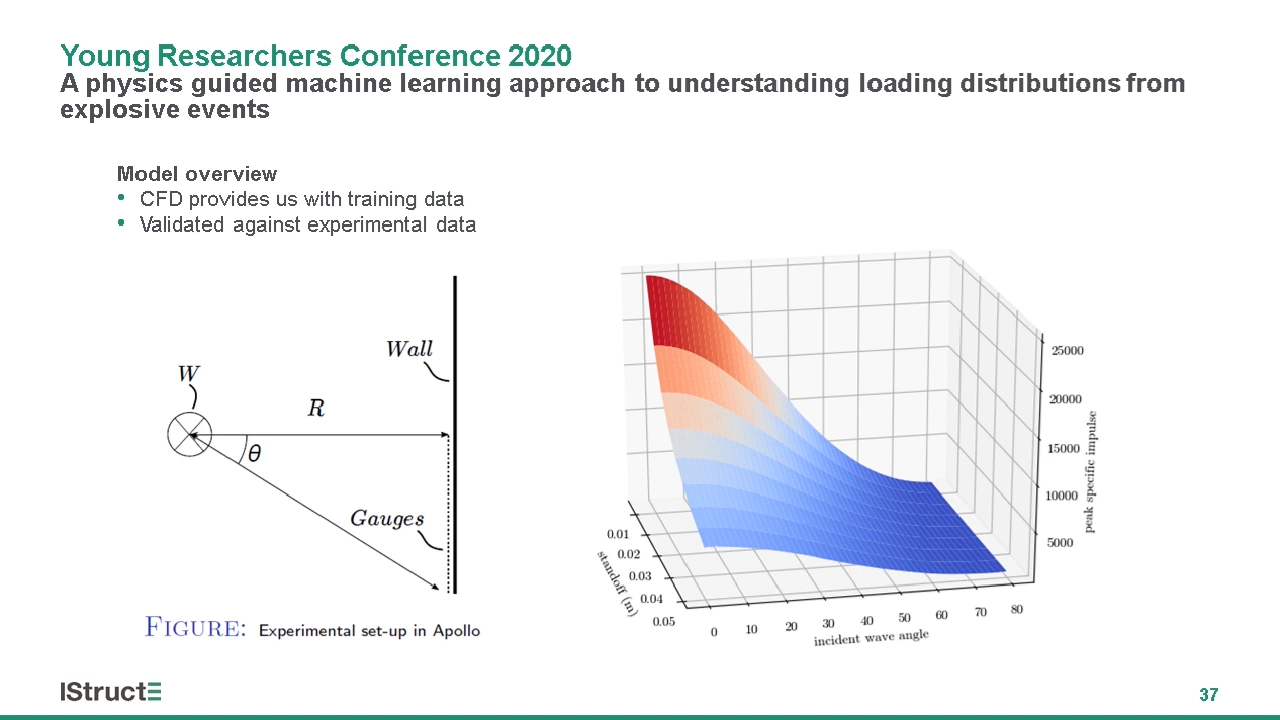 Young Researchers Conference 2020
A physics guided machine learning approach to understanding loading distributions from
explosive events
Model overview
• CFD provides us with training data
• Validated against experimental data
Wall
W
R
θ
Gauges
FIGURE: Experimental set-up in Apollo
25000
20000
15000
10000
5000
peak specific impulse
0.01
0.02
0.03
0.04
0.05
standoff (m)
0 10 20 30 40 50 60 70 80
incident wave angle
IStructE
37